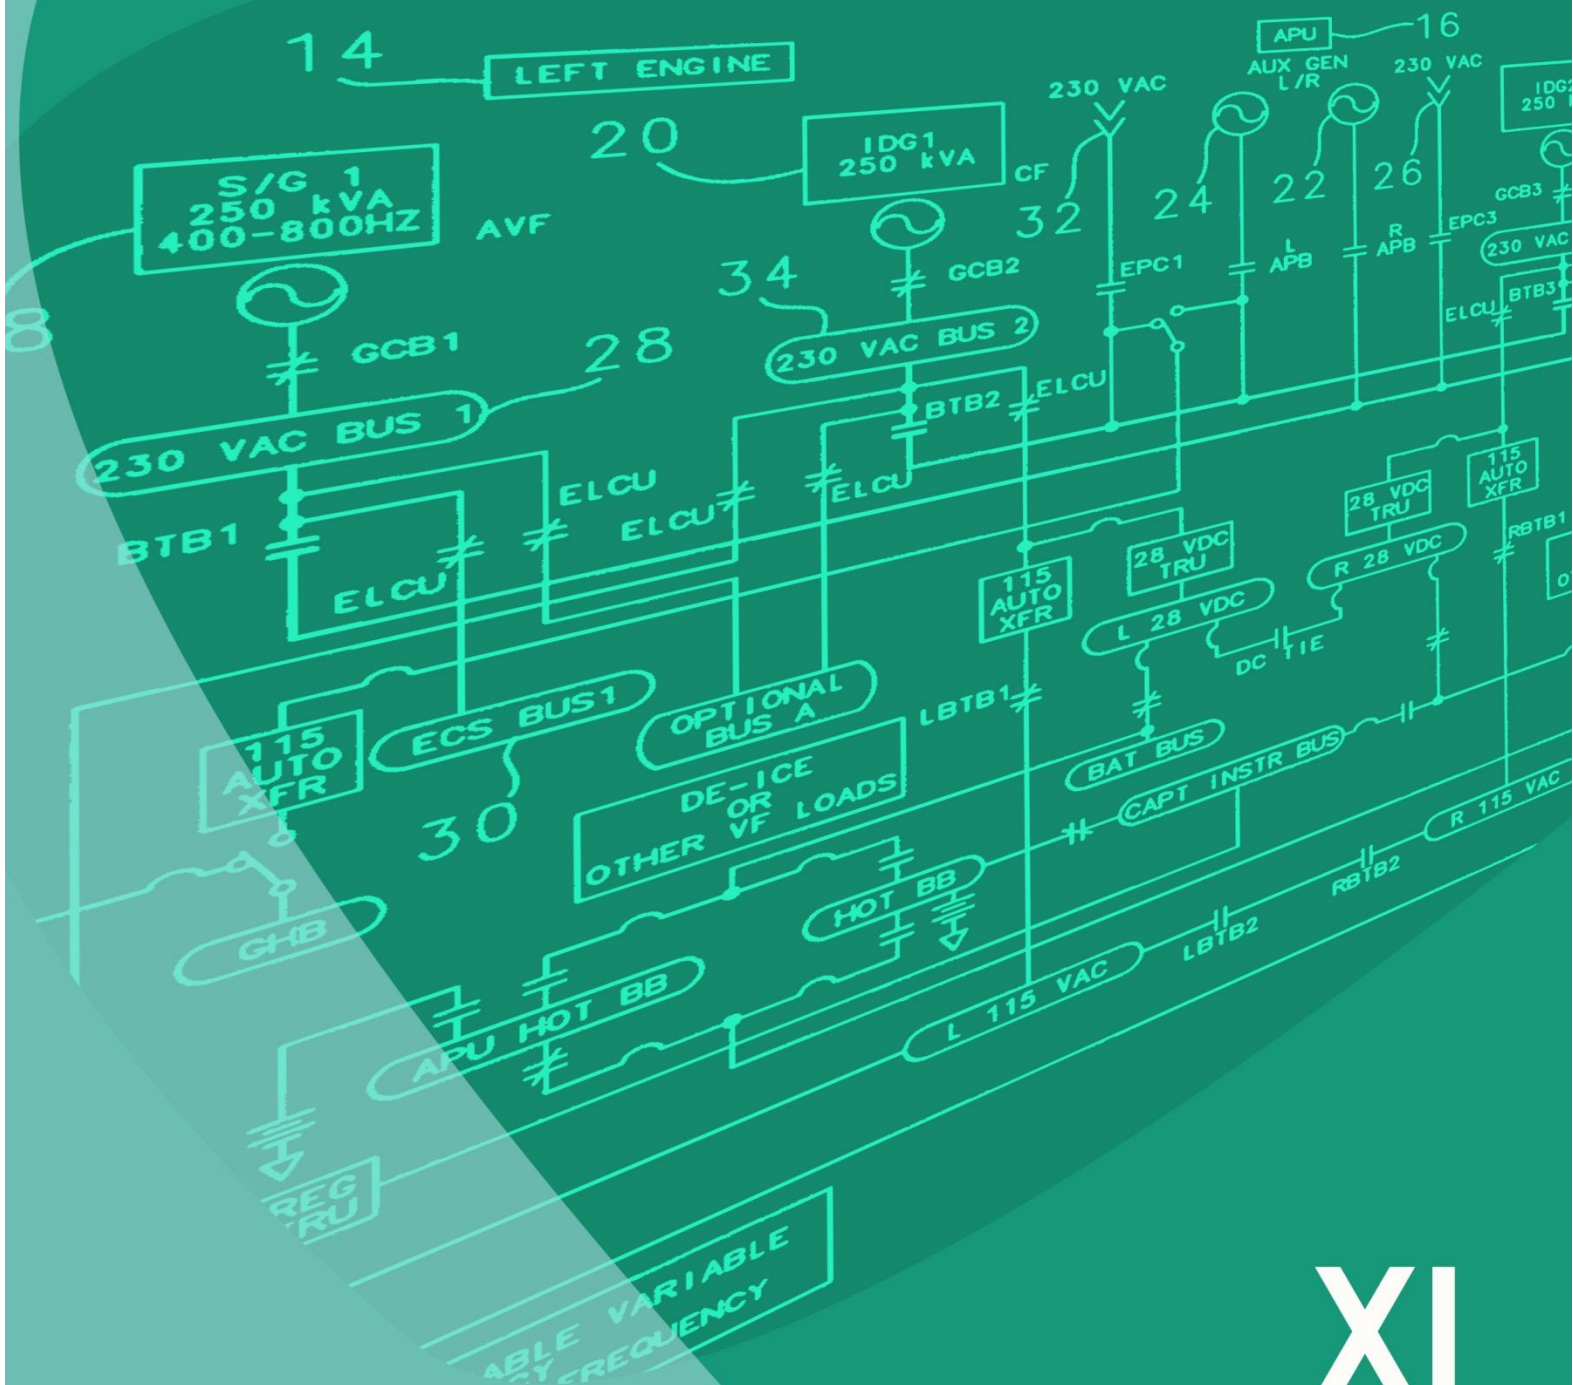 14
LEFT ENGINE
APU
16
AUX GEN
L/R
230 VAC
230 VAC
20
IDG1
250 kVA
CF
32
24
22
26
S/G 1
250 kVA
400-800HZ
AVF
8
GCB1
28
34
GCB2
EPC1
L
APB
R
APB
EPC3
GCB3
230 VAC
230 VAC BUS 2
230 VAC BUS 1
BTB1
ELCU
ELCU
ELCU
ELCU
BTB2
ELCU
ELCU
BTB3
115
AUTO
XFR
28 VDC
TRU
R 28 VDC
RBTB1
115
AUTO
XFR
28 VDC
TRU
L 28 VDC
DC TIE
115
AUTO
XFR
ECS BUS1
30
OPTIONAL
BUS A
LBTB1
BAT BUS
CAPT INSTR BUS
R 115 VAC
DE-ICE
OR
OTHER VF LOADS
GHB
HOT BB
APU HOT BB
L 115 VAC
LBTB2
RBTB2
REG
TRU
VARIABLE
XI